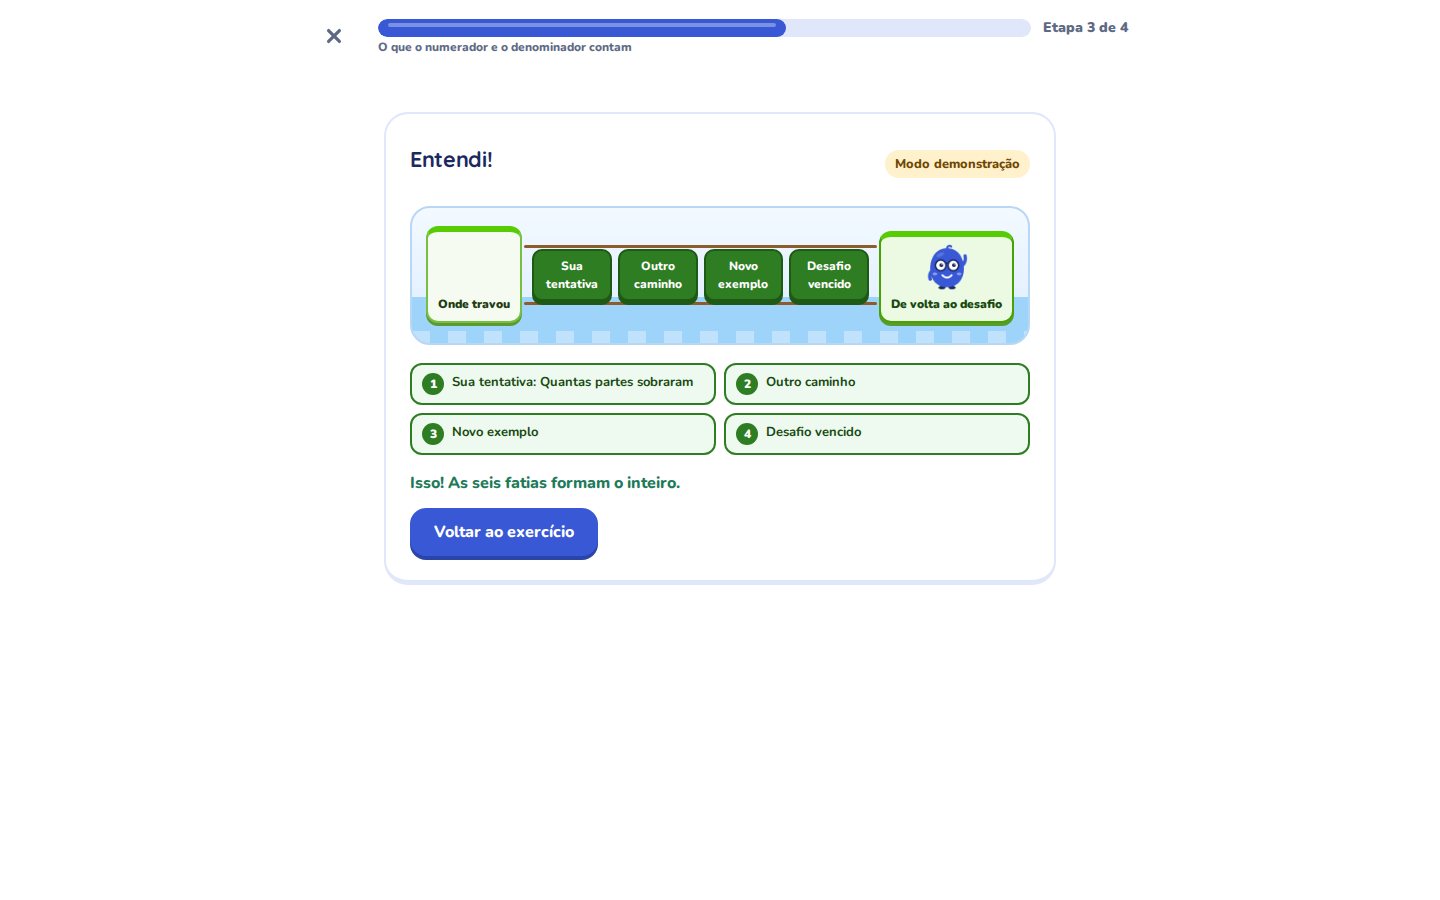 Etapa 3 de 4
O que o numerador e o denominador contam
Entendi!
Modo demonstração
Onde travou
Sua
tentativa
Outro
caminho
Novo
exemplo
Desafio
vencido
De volta ao desafio
1 Sua tentativa: Quantas partes sobraram
2 Outro caminho
3 Novo exemplo
4 Desafio vencido
Isso! As seis fatias formam o inteiro.
Voltar ao exercício